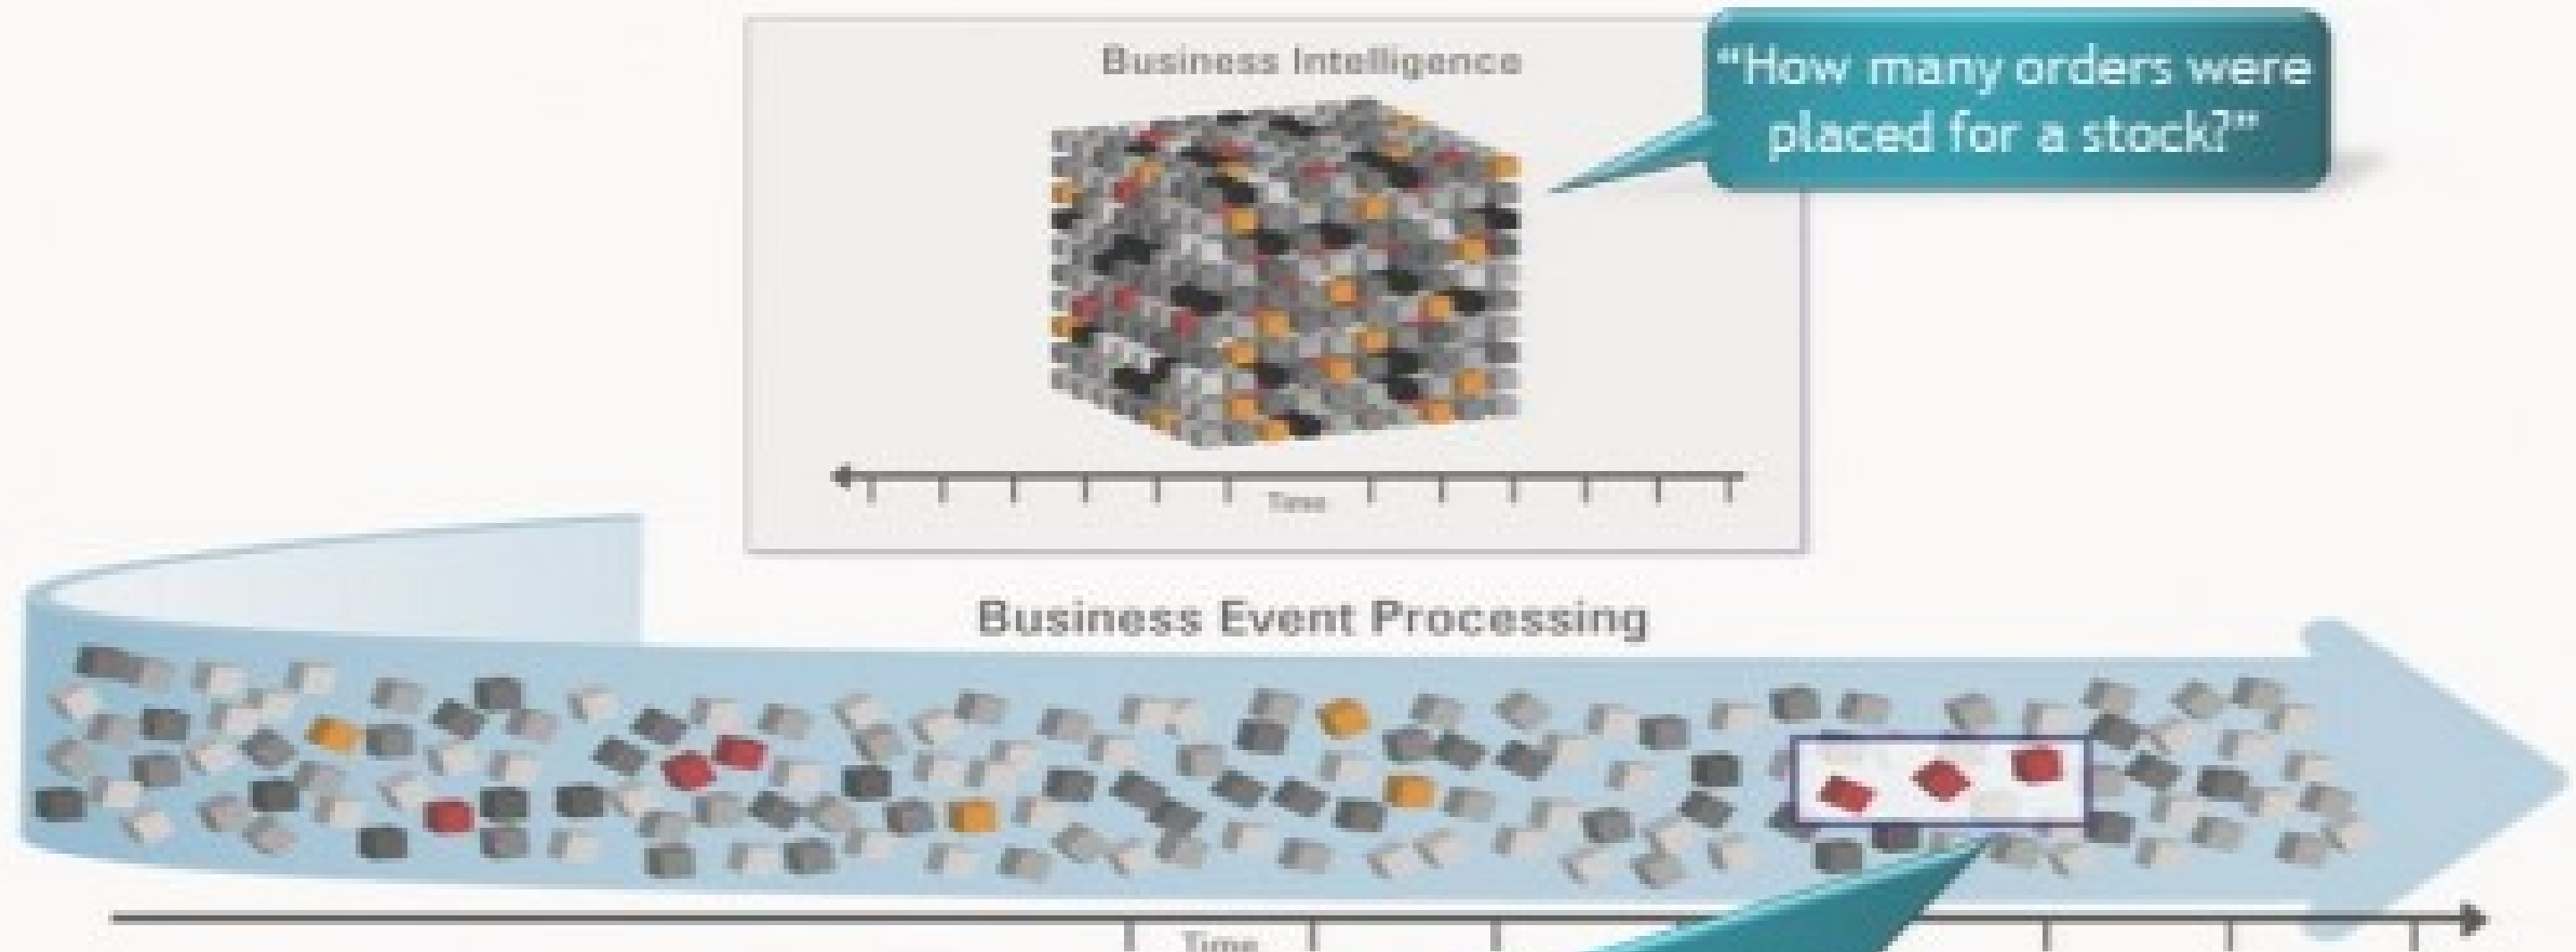 Business Intelligence
“How many orders were
placed for a stock?”
Time
Business Event Processing
Time